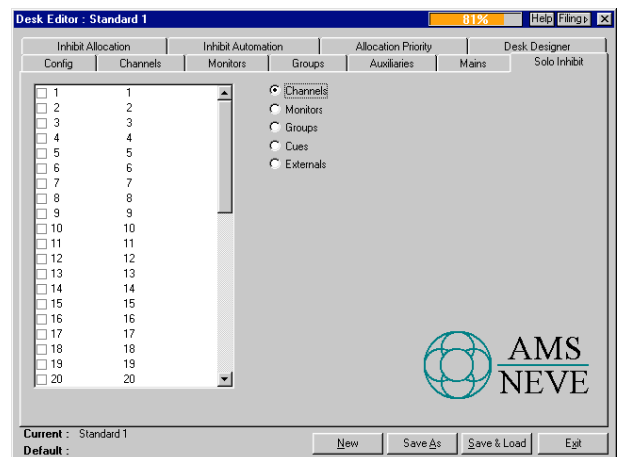 Desk Editor : Standard 1 81% Help Filing
Inhibit Allocation Inhibit Automation Allocation Priority Desk Designer
Config Channels Monitors Groups Auxiliaries Mains Solo Inhibit
1 1
2 2
3 3
4 4
5 5
6 6
7 7
8 8
9 9
10 10
11 11
12 12
13 13
14 14
15 15
16 16
17 17
18 18
19 19
20 20
Channels
Monitors
Groups
Cues
Externals
AMS
NEVE
Current : Standard 1
Default :
New Save As Save & Load Exit